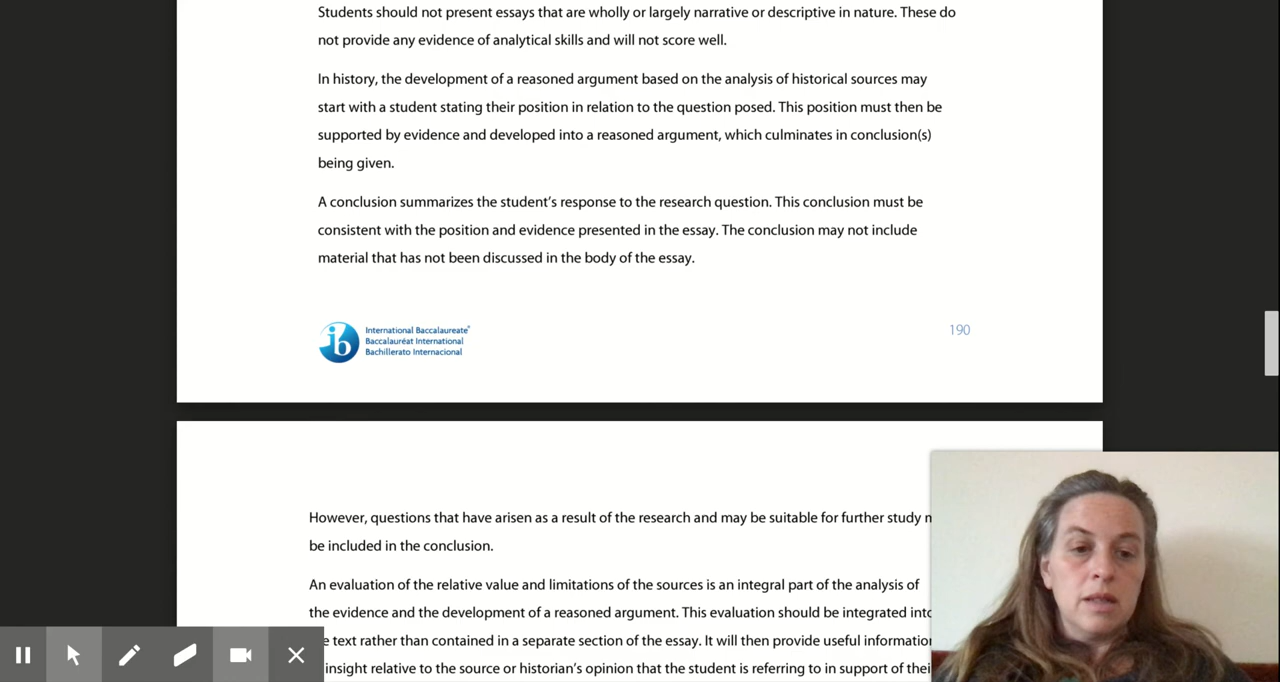 Students should not present essays that are wholly or largely narrative or descriptive in nature. These do
not provide any evidence of analytical skills and will not score well.
In history, the development of a reasoned argument based on the analysis of historical sources may
start with a student stating their position in relation to the question posed. This position must then be
supported by evidence and developed into a reasoned argument, which culminates in conclusion(s)
being given.
A conclusion summarizes the student's response to the research question. This conclusion must be
consistent with the position and evidence presented in the essay. The conclusion may not include
material that has not been discussed in the body of the essay.
ib
International Baccalaureate®
Baccalauréat International
Bachillerato Internacional
190
However, questions that have arisen as a result of the research and may be suitable for further study
be included in the conclusion.
An evaluation of the relative value and limitations of the sources is an integral part of the analysis of
the evidence and the development of a reasoned argument. This evaluation should be integrated into
text rather than contained in a separate section of the essay. It will then provide useful information
insight relative to the source or historian's opinion that the student is referring to in support of their